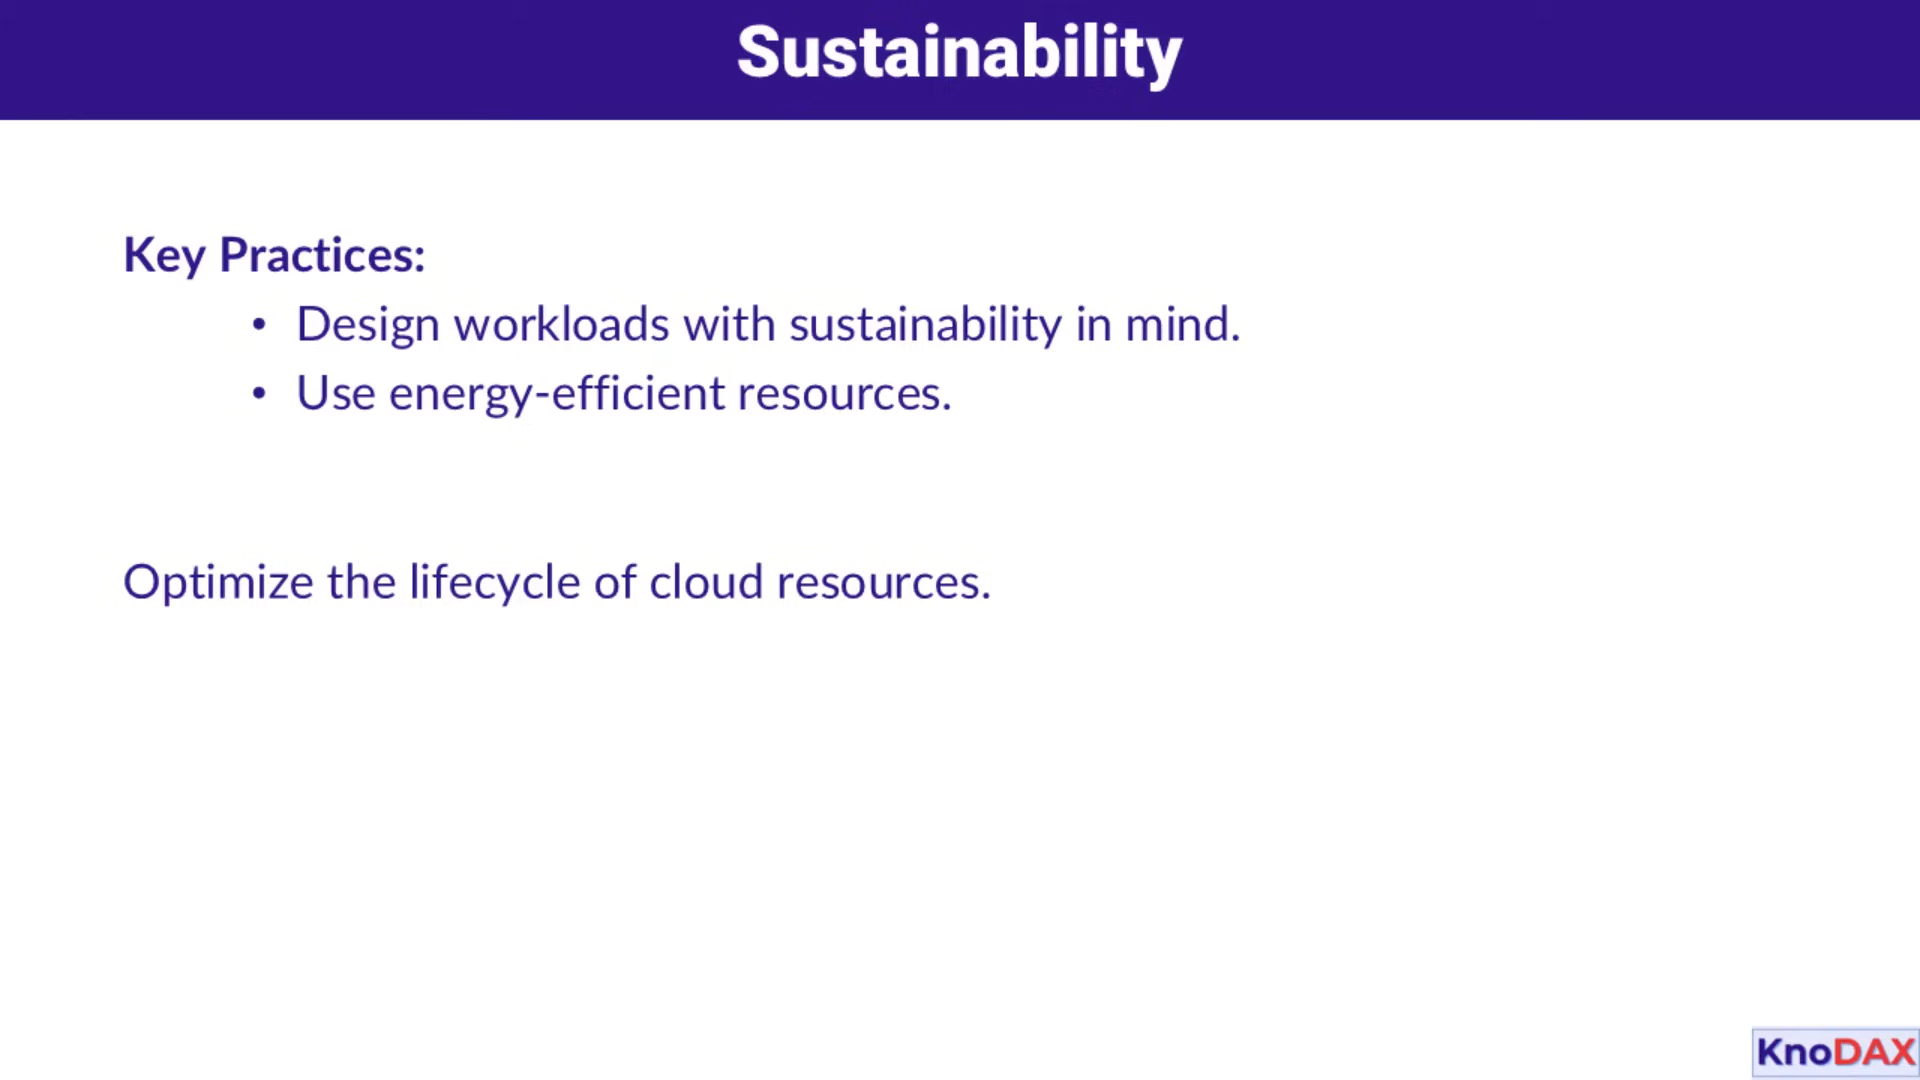 Sustainability
Key Practices:
• Design workloads with sustainability in mind.
• Use energy-efficient resources.
Optimize the lifecycle of cloud resources.
KnoDAX